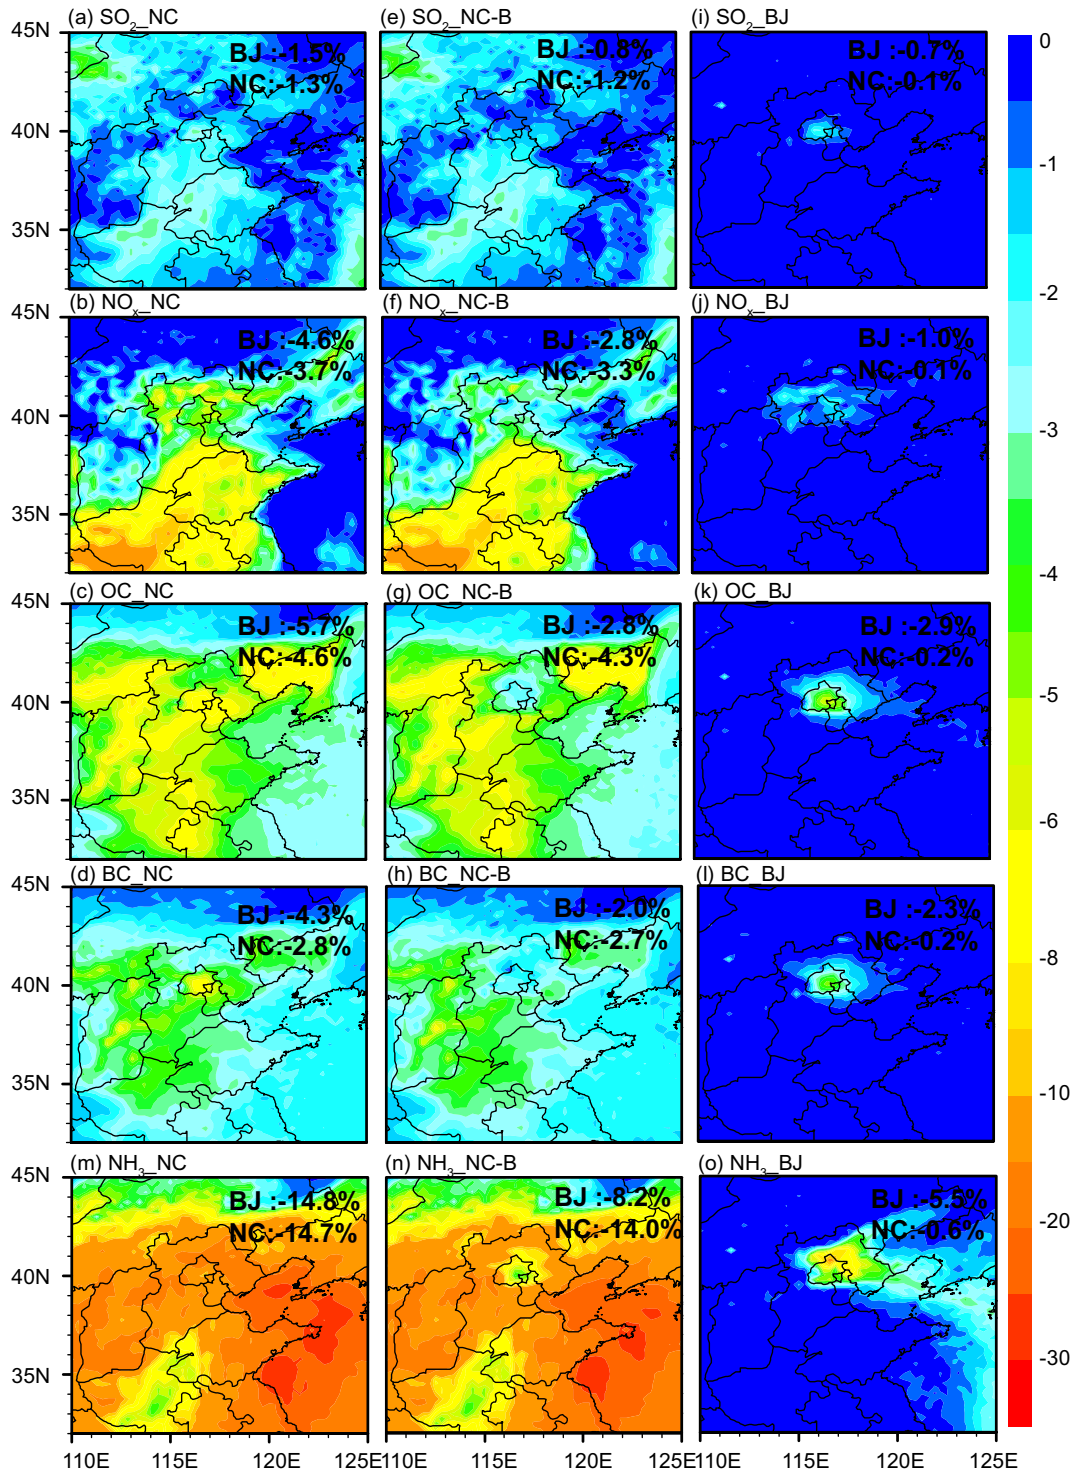 (a) SO₂_NC
(e) SO₂_NC-B
(i) SO₂_BJ
45N
BJ :-1.5%
NC:-1.3%
BJ :-0.8%
NC:-1.2%
BJ :-0.7%
NC:-0.1%
0
40N
-1
35N
-2
(b) NOₓ_NC
(f) NOₓ_NC-B
(j) NOₓ_BJ
45N
BJ :-4.6%
NC:-3.7%
BJ :-2.8%
NC:-3.3%
BJ :-1.0%
NC:-0.1%
40N
-3
35N
-4
(c) OC_NC
(g) OC_NC-B
(k) OC_BJ
45N
BJ :-5.7%
NC:-4.6%
BJ :-2.8%
NC:-4.3%
BJ :-2.9%
NC:-0.2%
40N
-5
35N
-6
(d) BC_NC
(h) BC_NC-B
(l) BC_BJ
45N
BJ :-4.3%
NC:-2.8%
BJ :-2.0%
NC:-2.7%
BJ :-2.3%
NC:-0.2%
-8
40N
35N
-10
(m) NH₃_NC
(n) NH₃_NC-B
(o) NH₃_BJ
45N
BJ :-14.8%
NC:-14.7%
BJ :-8.2%
NC:-14.0%
BJ :-5.5%
NC:-0.6%
-20
40N
35N
-30
110E 115E 120E 110E 115E 120E 110E 115E 120E 125E